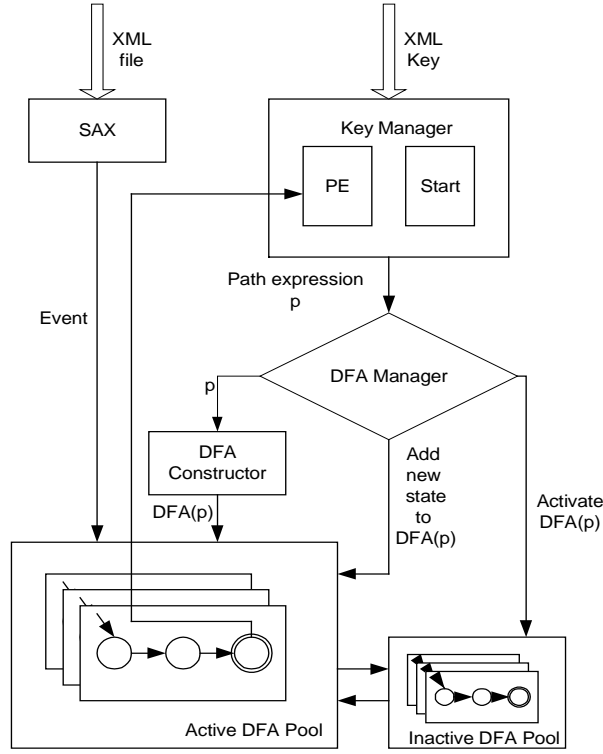 XML
file
XML
Key
SAX
Key Manager
PE
Start
Path expression
p
Event
DFA Manager
p
DFA
Constructor
Add
new
state
to
DFA(p)
Activate
DFA(p)
DFA(p)
Active DFA Pool
Inactive DFA Pool